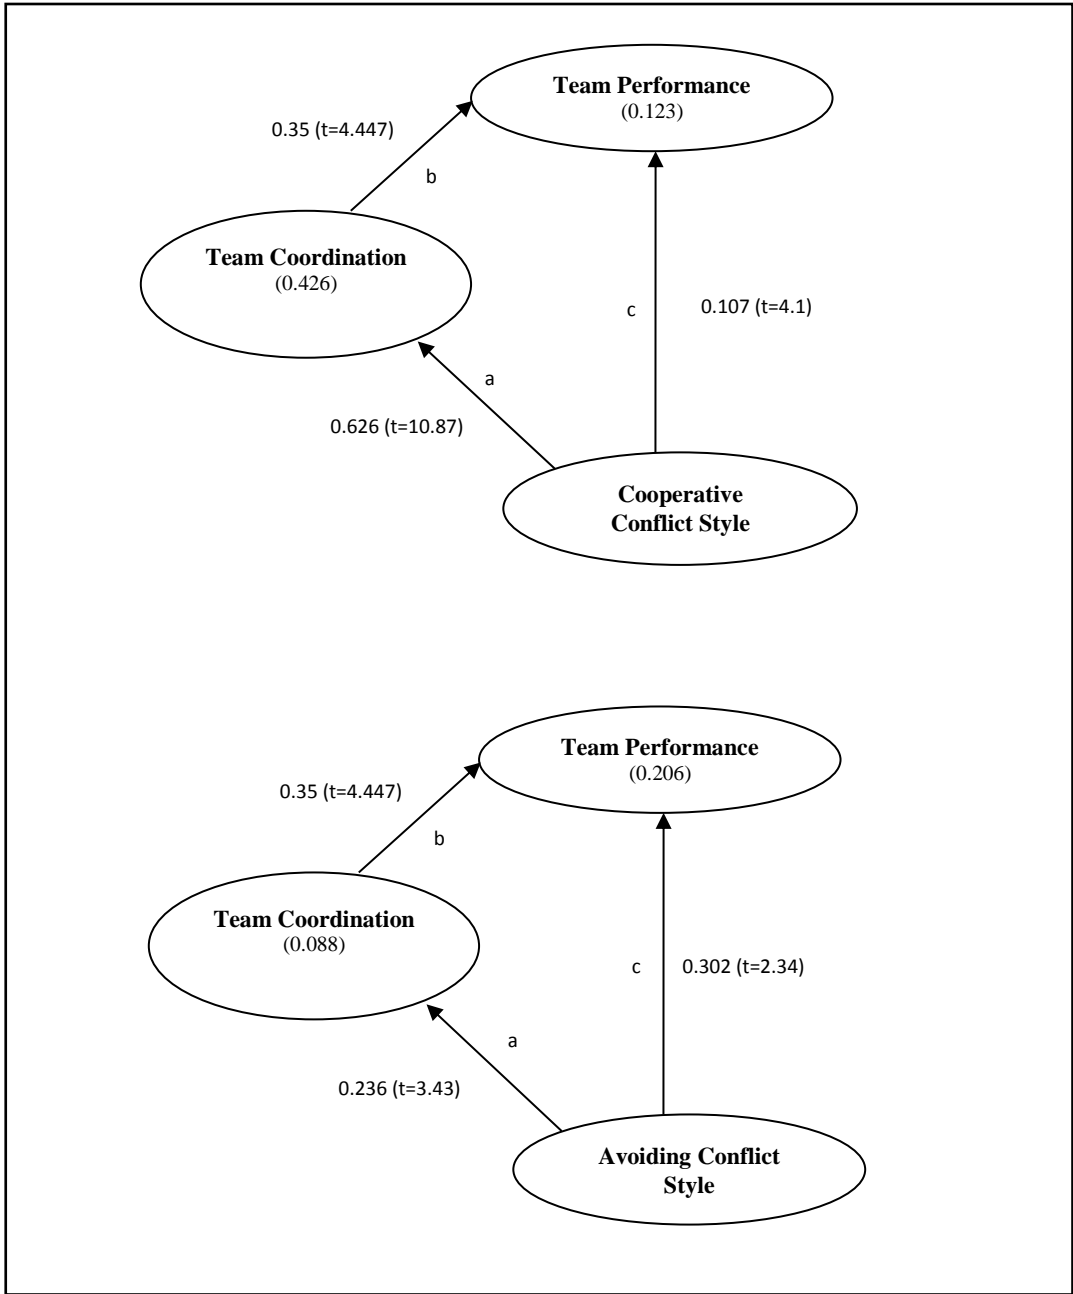 Team Performance
(0.123)
0.35 (t=4.447)
b
Team Coordination
(0.426)
c
0.107 (t=4.1)
a
0.626 (t=10.87)
Cooperative
Conflict Style
Team Performance
(0.206)
0.35 (t=4.447)
b
Team Coordination
(0.088)
c
0.302 (t=2.34)
a
0.236 (t=3.43)
Avoiding Conflict
Style